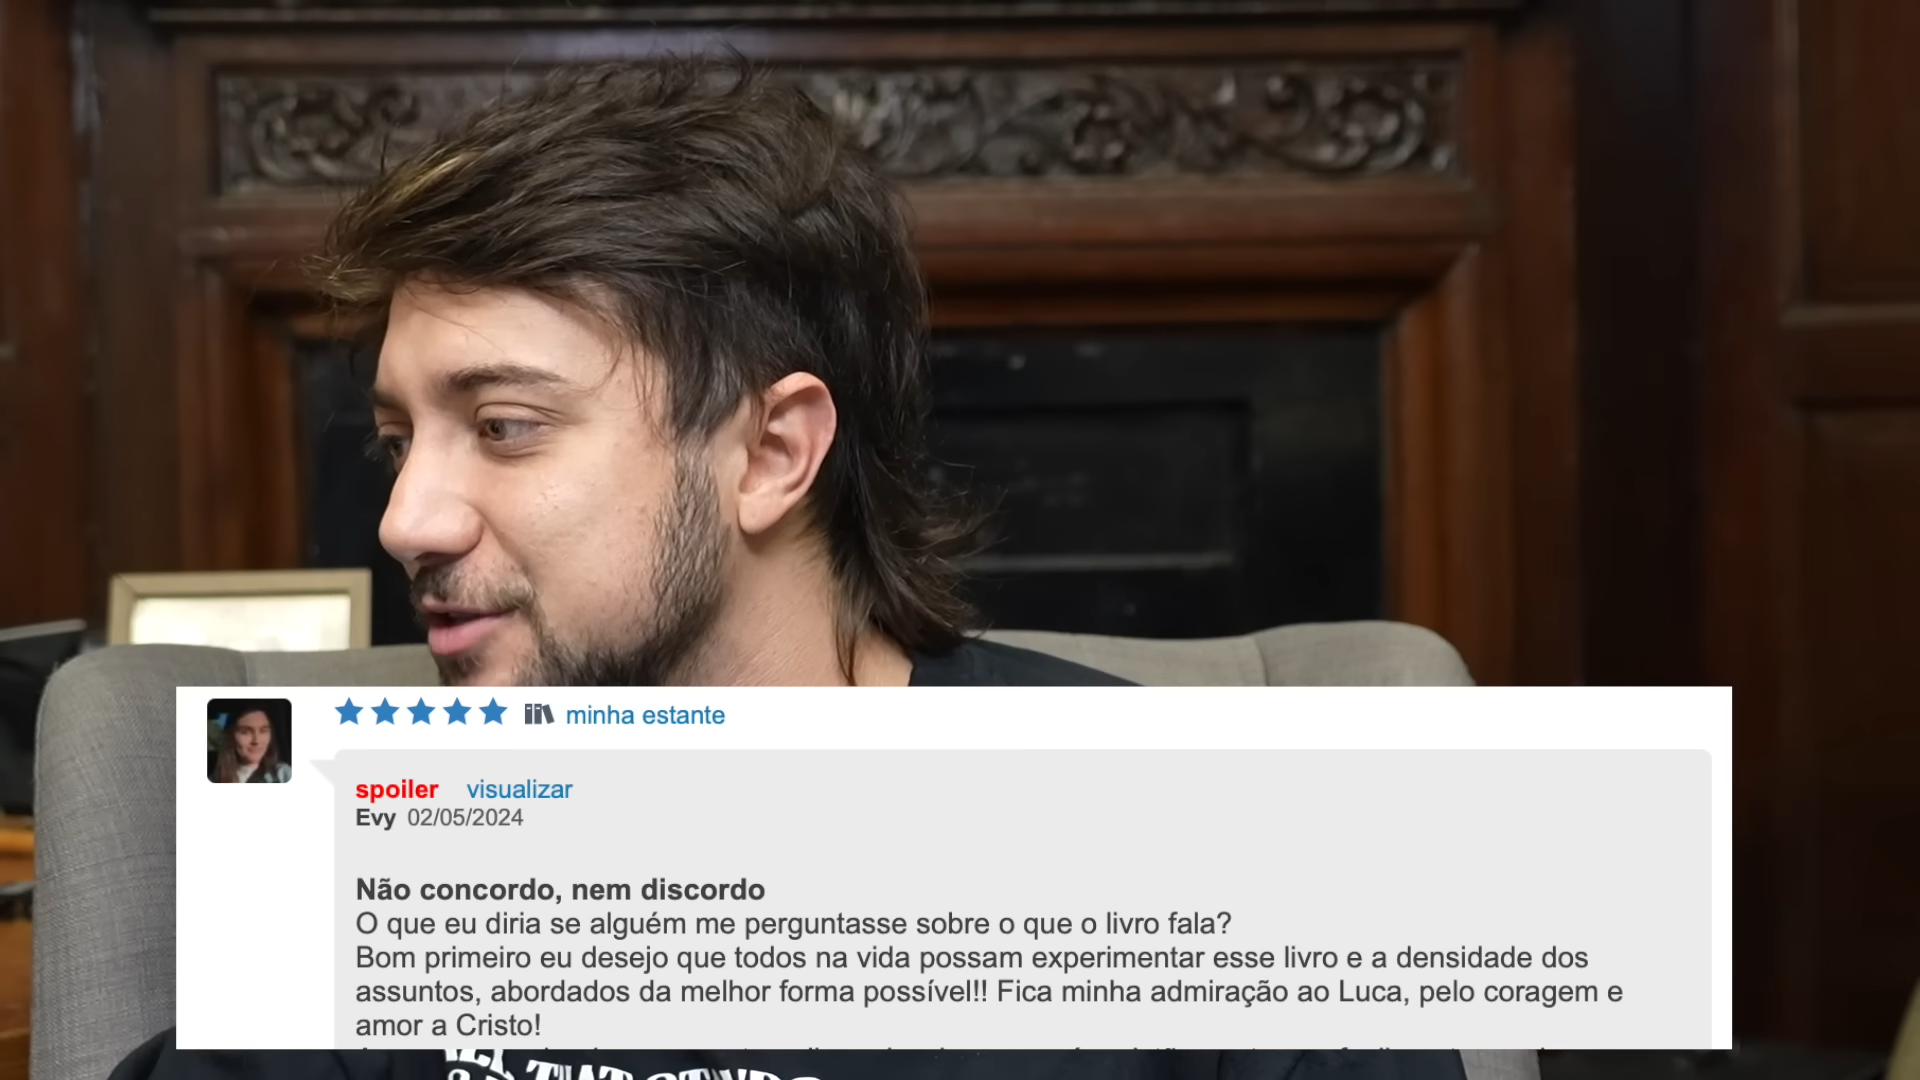 minha estante
spoiler visualizar
Evy 02/05/2024
Não concordo, nem discordo
O que eu diria se alguém me perguntasse sobre o que o livro fala?
Bom primeiro eu desejo que todos na vida possam experimentar esse livro e a densidade dos
assuntos, abordados da melhor forma possível!! Fica minha admiração ao Luca, pelo coragem e
amor a Cristo!